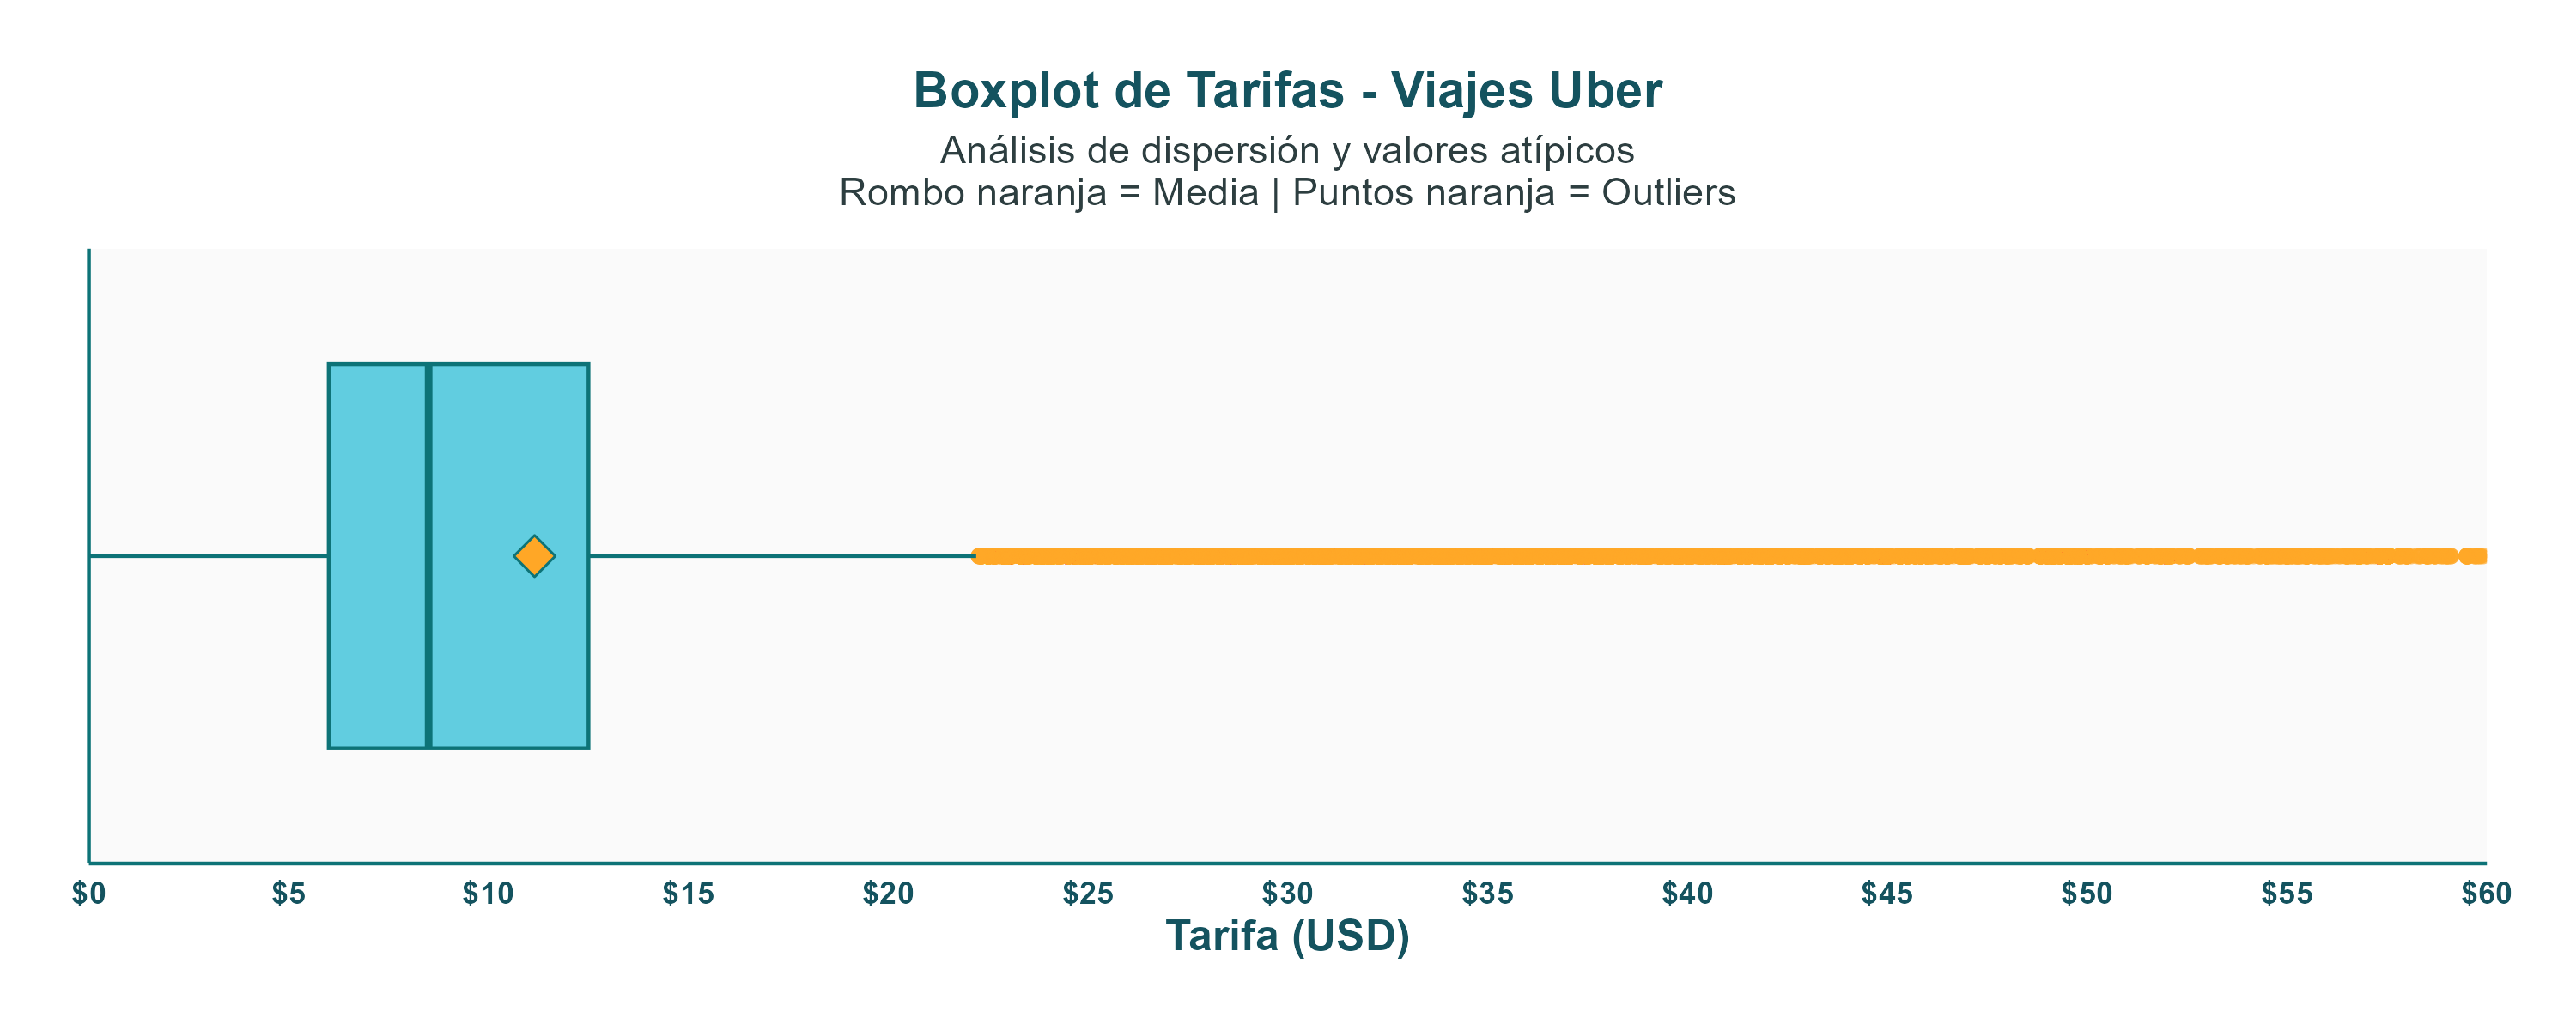 Boxplot de Tarifas - Viajes Uber
Análisis de dispersión y valores atípicos
Rombo naranja = Media | Puntos naranja = Outliers
$0 $5 $10 $15 $20 $25 $30 $35 $40 $45 $50 $55 $60
Tarifa (USD)